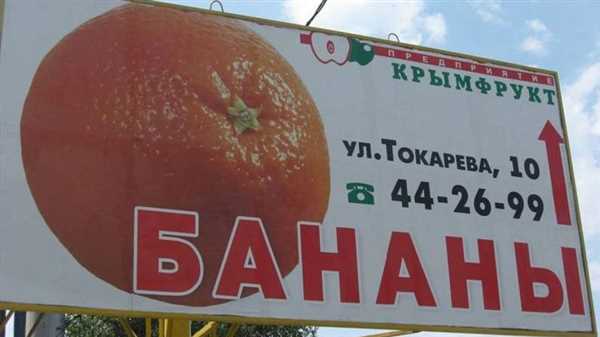 ПРЕДПРИЯТИЕ
КРЫМФРУКТ
ул.Токарева, 10
☎ 44-26-99
БАНАНЫ